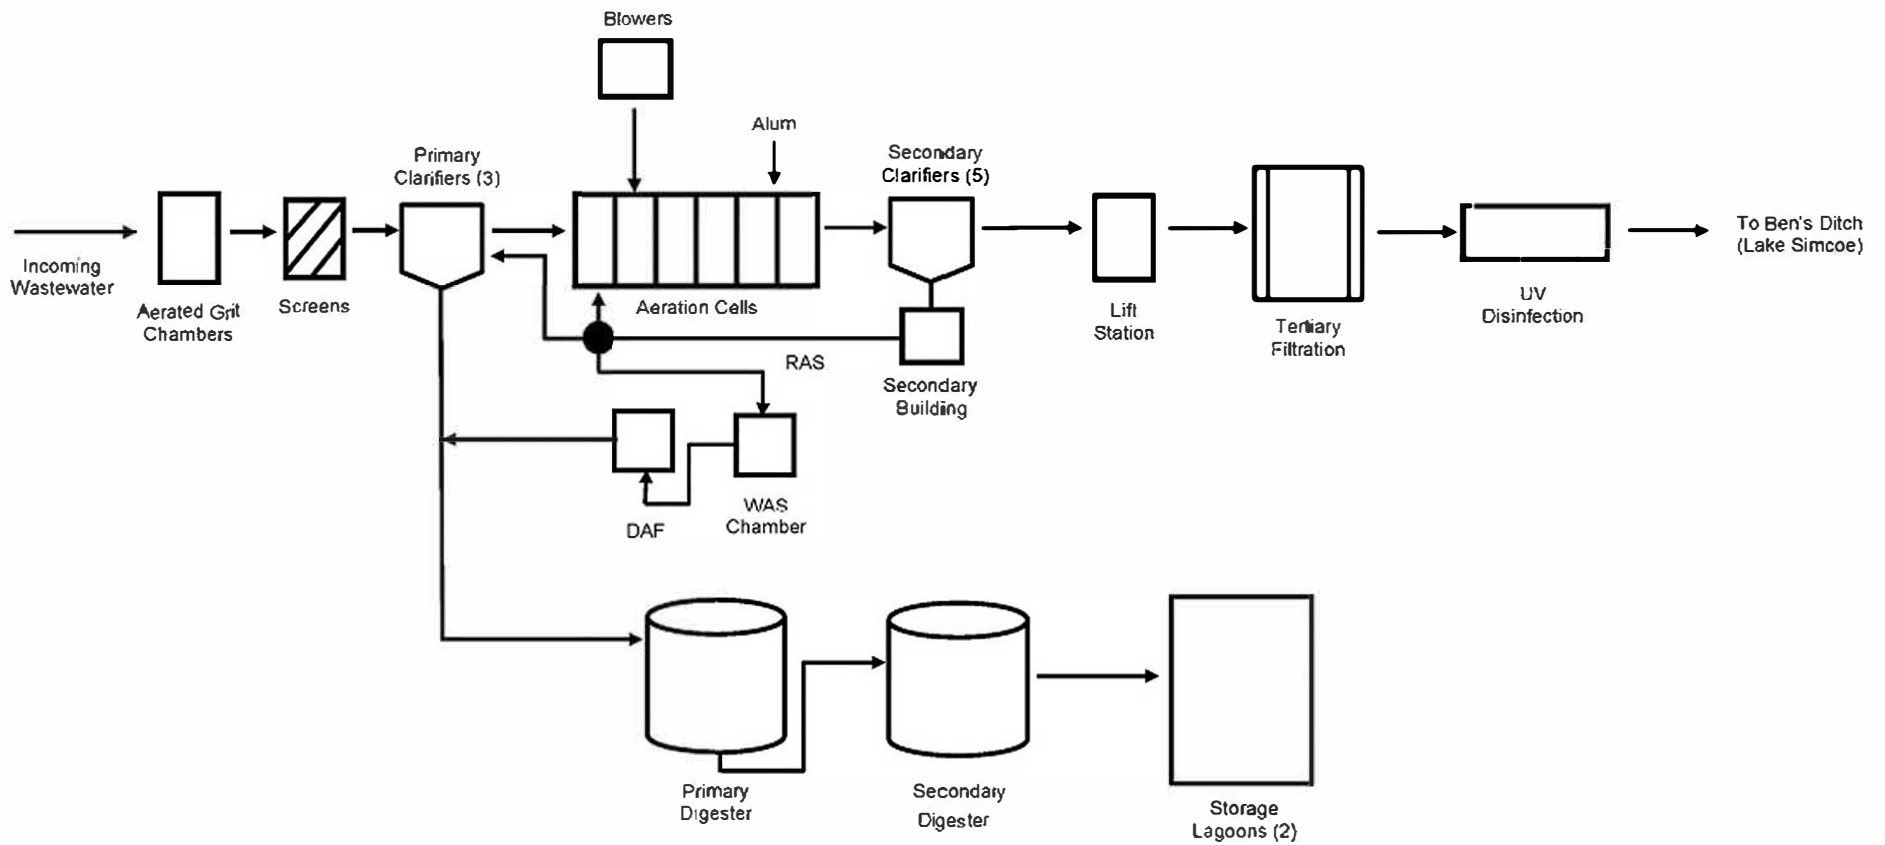 Blowers
Alum
Primary
Clarifiers (3)
Secondary
Clarifiers (5)
Incoming
Wastewater
Aerated Grit
Chambers
Screens
Aeration Cells
RAS
Secondary
Building
Lift
Station
Tertiary
Filtration
UV
Disinfection
To Ben's Ditch
(Lake Simcoe)
DAF
WAS
Chamber
Primary
Digester
Secondary
Digester
Storage
Lagoons (2)